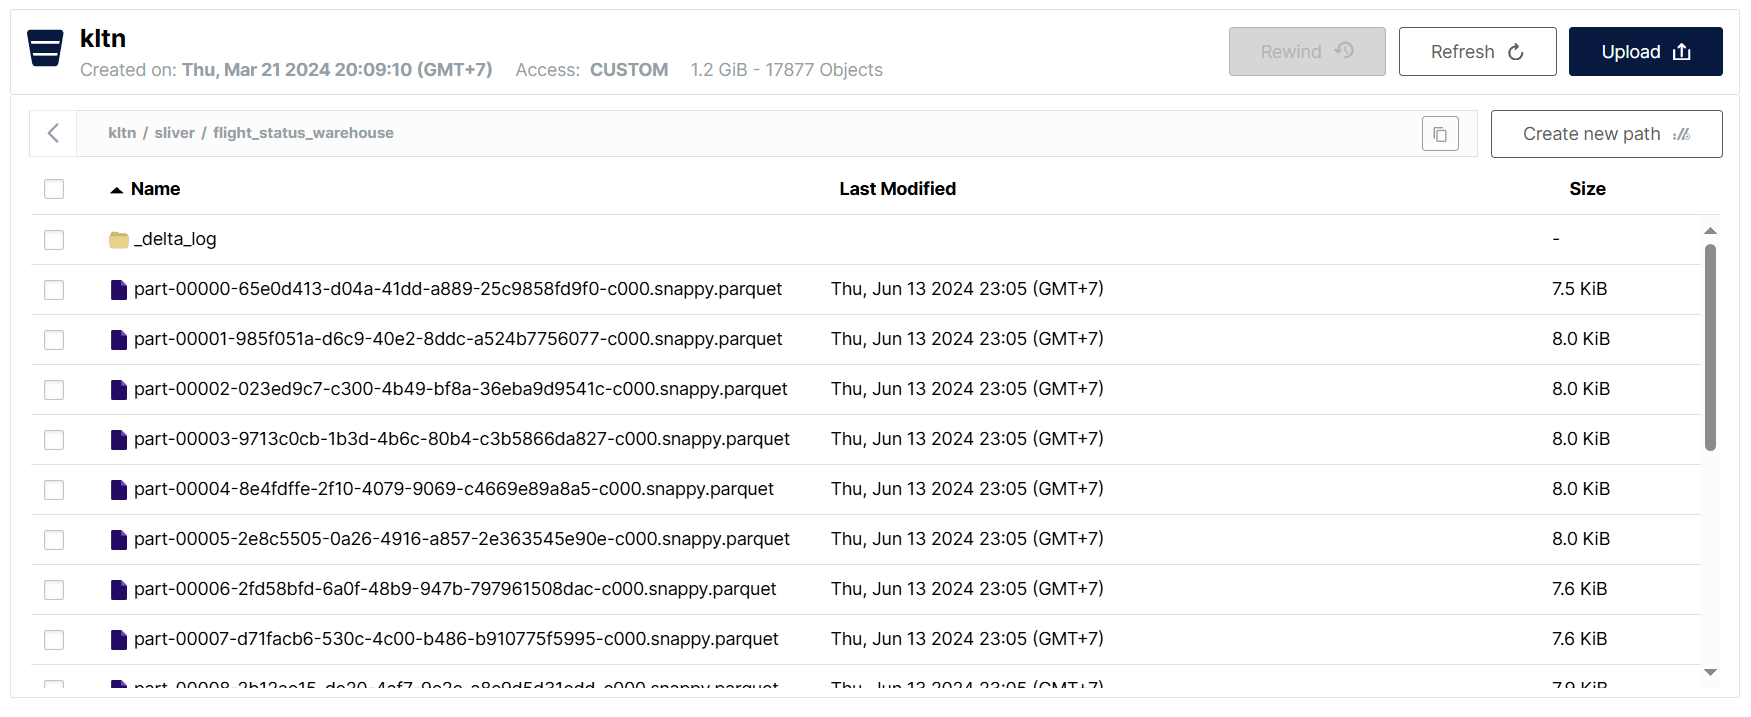 kltn
Created on: Thu, Mar 21 2024 20:09:10 (GMT+7) Access: CUSTOM 1.2 GiB - 17877 Objects
Rewind Refresh Upload
kltn / sliver / flight_status_warehouse
Create new path
Name Last Modified Size
_delta_log -
part-00000-65e0d413-d04a-41dd-a889-25c9858fd9f0-c000.snappy.parquet Thu, Jun 13 2024 23:05 (GMT+7) 7.5 KiB
part-00001-985f051a-d6c9-40e2-8ddc-a524b7756077-c000.snappy.parquet Thu, Jun 13 2024 23:05 (GMT+7) 8.0 KiB
part-00002-023ed9c7-c300-4b49-bf8a-36eba9d9541c-c000.snappy.parquet Thu, Jun 13 2024 23:05 (GMT+7) 8.0 KiB
part-00003-9713c0cb-1b3d-4b6c-80b4-c3b5866da827-c000.snappy.parquet Thu, Jun 13 2024 23:05 (GMT+7) 8.0 KiB
part-00004-8e4fdffe-2f10-4079-9069-c4669e89a8a5-c000.snappy.parquet Thu, Jun 13 2024 23:05 (GMT+7) 8.0 KiB
part-00005-2e8c5505-0a26-4916-a857-2e363545e90e-c000.snappy.parquet Thu, Jun 13 2024 23:05 (GMT+7) 8.0 KiB
part-00006-2fd58bfd-6a0f-48b9-947b-797961508dac-c000.snappy.parquet Thu, Jun 13 2024 23:05 (GMT+7) 7.6 KiB
part-00007-d71facb6-530c-4c00-b486-b910775f5995-c000.snappy.parquet Thu, Jun 13 2024 23:05 (GMT+7) 7.6 KiB
Thu, Jun 13 2024 23:05 (GMT+7)